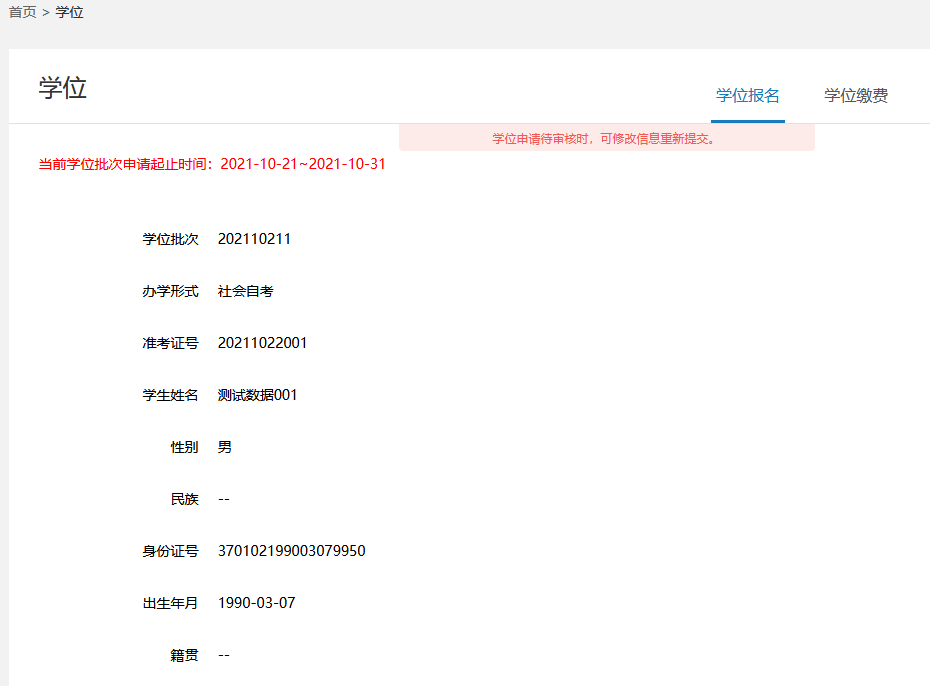 首页 > 学位
学位
学位报名 学位缴费
学位申请待审核时，可修改信息重新提交。
当前学位批次申请起止时间：2021-10-21~2021-10-31
学位批次 202110211
办学形式 社会自考
准考证号 20211022001
学生姓名 测试数据001
性别 男
民族 --
身份证号 370102199003079950
出生年月 1990-03-07
籍贯 --